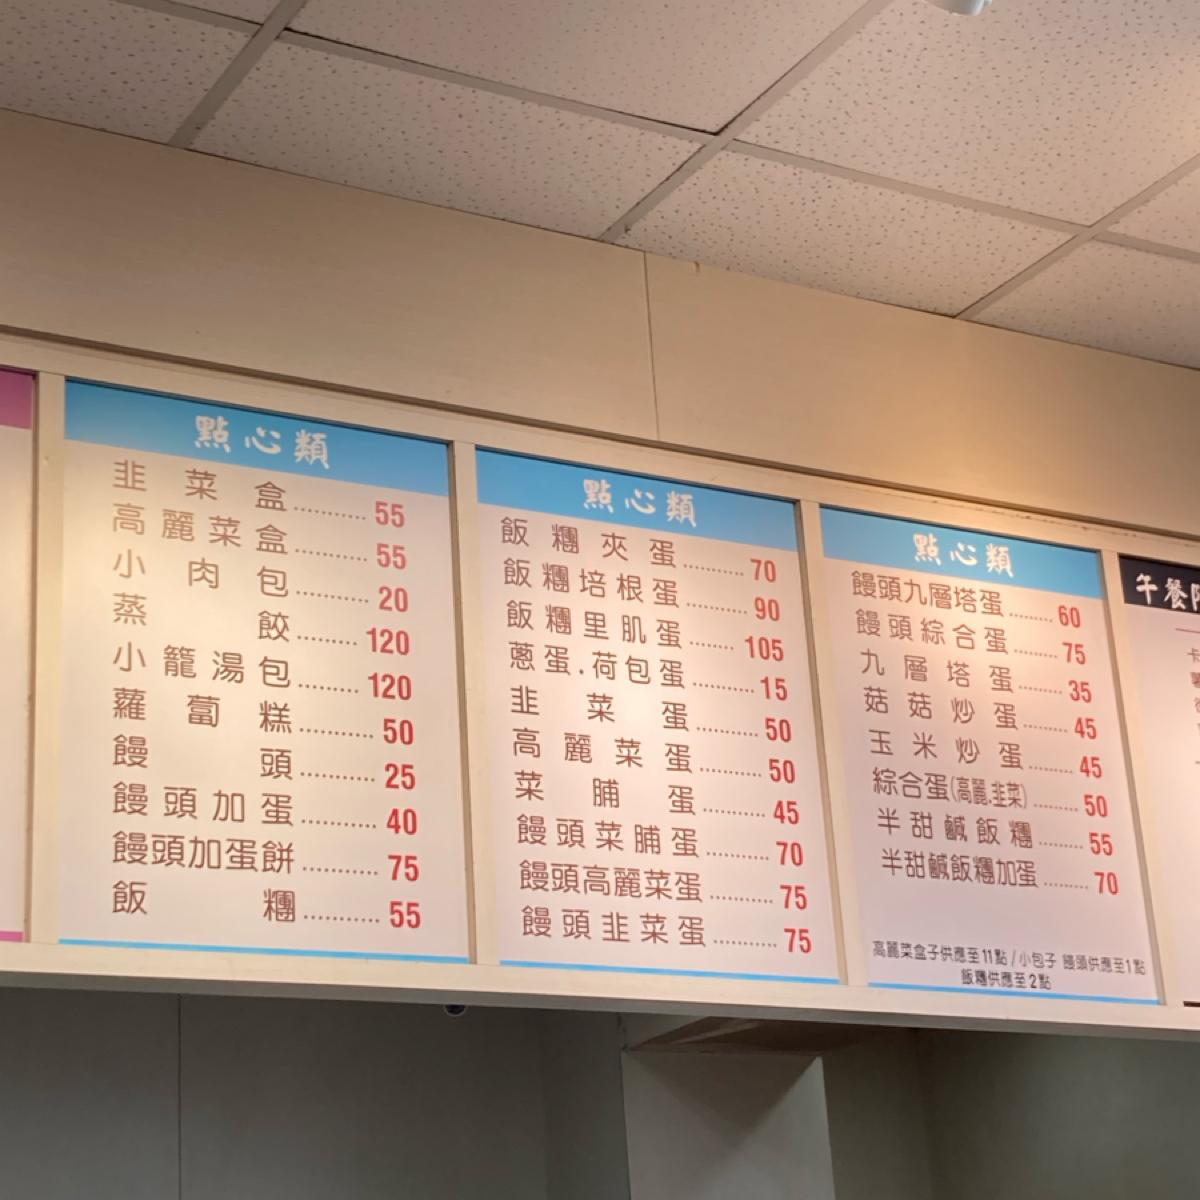 點心類
韭菜盒..........55
高麗菜盒..........55
小肉包..........20
蒸餃........120
小籠湯包........120
蘿蔔糕..........50
饅頭..........25
饅頭加蛋..........40
饅頭加蛋餅..........75
飯糰..........55
點心類
飯糰夾蛋........70
飯糰培根蛋........90
飯糰里肌蛋......105
蔥蛋.荷包蛋........15
韭菜蛋........50
高麗菜蛋........50
菜脯蛋........45
饅頭菜脯蛋........70
饅頭高麗菜蛋........75
饅頭韭菜蛋........75
點心類
饅頭九層塔蛋......60
饅頭綜合蛋........75
九層塔蛋........35
菇菇炒蛋........45
玉米炒蛋........45
綜合蛋(高麗.韭菜)........50
半甜鹹飯糰........55
半甜鹹飯糰加蛋........70
高麗菜盒子供應至11點/小包子 饅頭供應至1點
飯糰供應至2點
午餐